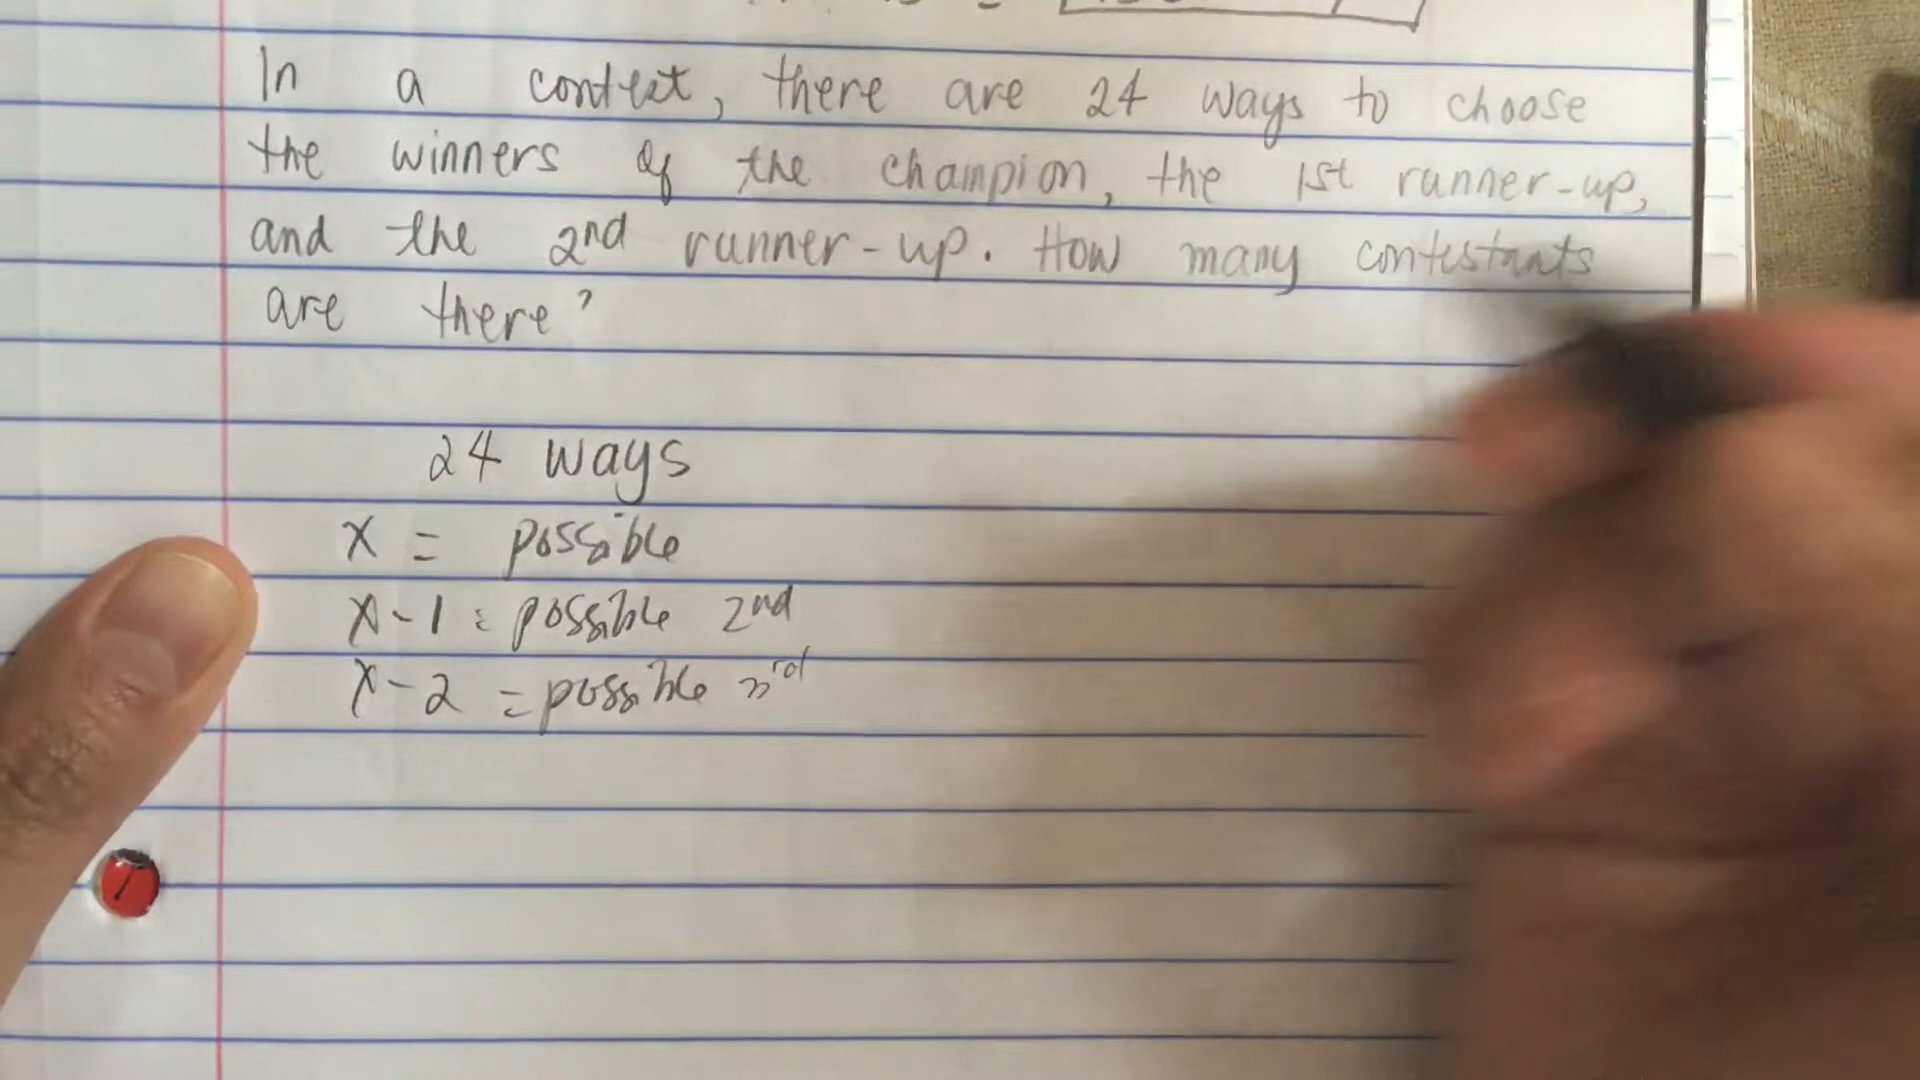 In a contest, there are 24 ways to choose
the winners of the champion, the 1st runner-up,
and the 2nd runner-up. How many contestants
are there?
24 ways
x = possible
x-1 = possible 2nd
x-2 = possible 3rd